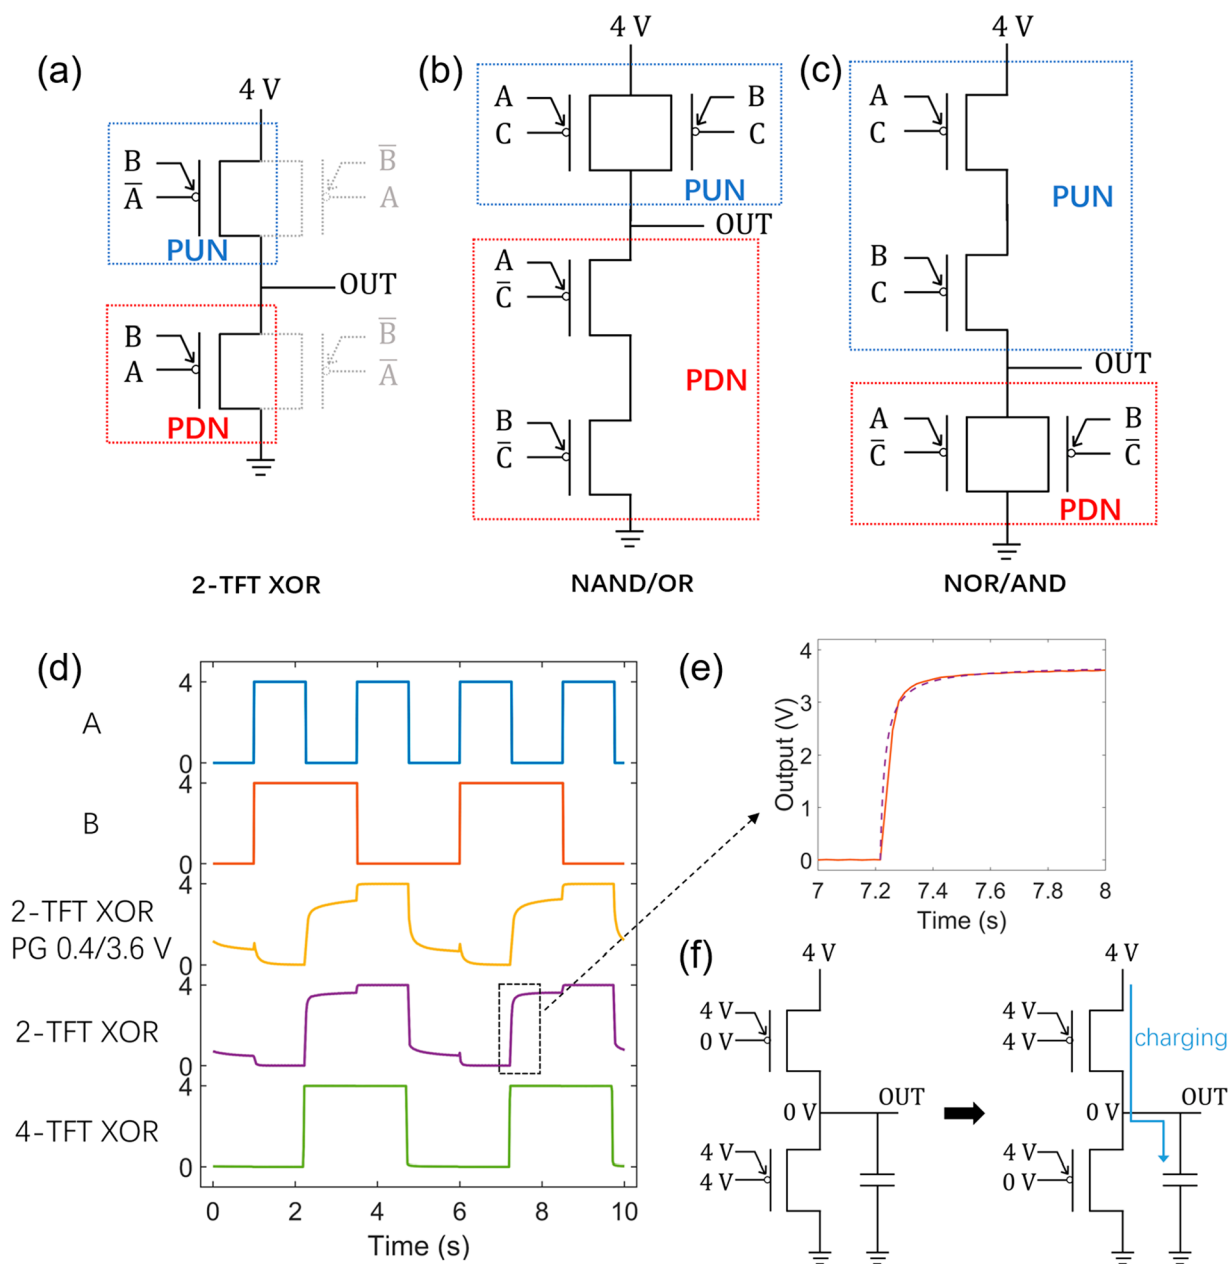 (a)
4 V
B
A̅
B̅
A
PUN
OUT
B
A
B̅
A̅
PDN
2-TFT XOR
(b)
4 V
A
C
B
C
PUN
OUT
A
C̅
PDN
B
C̅
NAND/OR
(c)
4 V
A
C
PUN
B
C
OUT
A
C̅
B
C̅
PDN
NOR/AND
(d)
4
A
0
4
B
0
4
2-TFT XOR
PG 0.4/3.6 V
0
4
2-TFT XOR
0
4
4-TFT XOR
0
0 2 4 6 8 10
Time (s)
(e)
4
3
2
1
0
Output (V)
7 7.2 7.4 7.6 7.8 8
Time (s)
(f)
4 V
4 V
0 V
OUT
0 V
4 V
4 V
4 V
4 V
4 V
charging
OUT
0 V
4 V
0 V